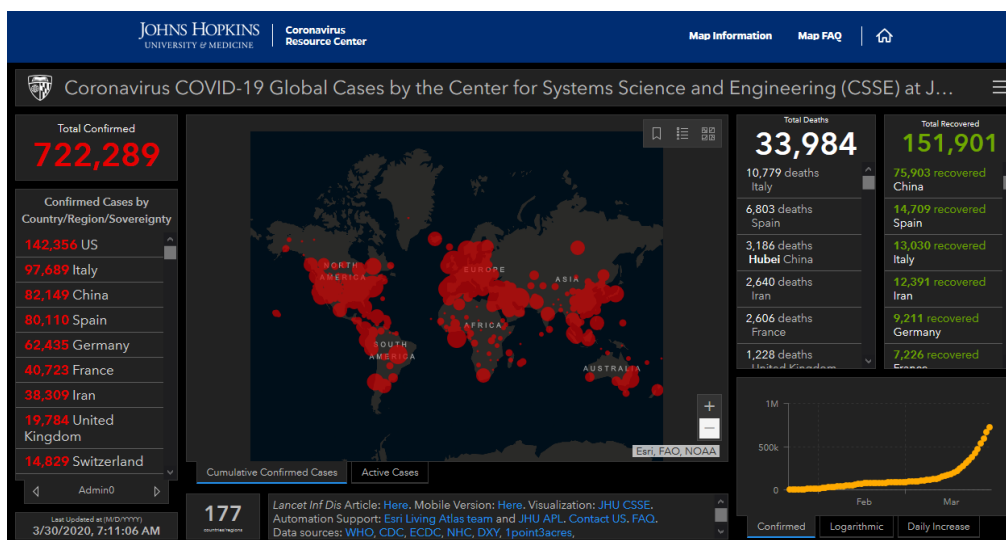 JOHNS HOPKINS
UNIVERSITY & MEDICINE
Coronavirus
Resource Center
Map Information
Map FAQ
Coronavirus COVID-19 Global Cases by the Center for Systems Science and Engineering (CSSE) at J...
Total Confirmed
722,289
Confirmed Cases by
Country/Region/Sovereignty
142,356 US
97,689 Italy
82,149 China
80,110 Spain
62,435 Germany
40,723 France
38,309 Iran
19,784 United
Kingdom
14,829 Switzerland
Admin0
Last Updated at (M/D/YYYY)
3/30/2020, 7:11:06 AM
NORTH
AMERICA
SOUTH
AMERICA
EUROPE
AFRICA
ASIA
AUSTRALIA
+
−
Esri, FAO, NOAA
Cumulative Confirmed Cases
Active Cases
177
countries/regions
Lancet Inf Dis Article: Here. Mobile Version: Here. Visualization: JHU CSSE.
Automation Support: Esri Living Atlas team and JHU APL. Contact US. FAQ.
Data sources: WHO, CDC, ECDC, NHC, DXY, 1point3acres,
Total Deaths
33,984
10,779 deaths
Italy
6,803 deaths
Spain
3,186 deaths
Hubei China
2,640 deaths
Iran
2,606 deaths
France
1,228 deaths
United Kingdom
Total Recovered
151,901
75,903 recovered
China
14,709 recovered
Spain
13,030 recovered
Italy
12,391 recovered
Iran
9,211 recovered
Germany
7,226 recovered
France
1M
500k
0
Feb
Mar
Confirmed
Logarithmic
Daily Increase